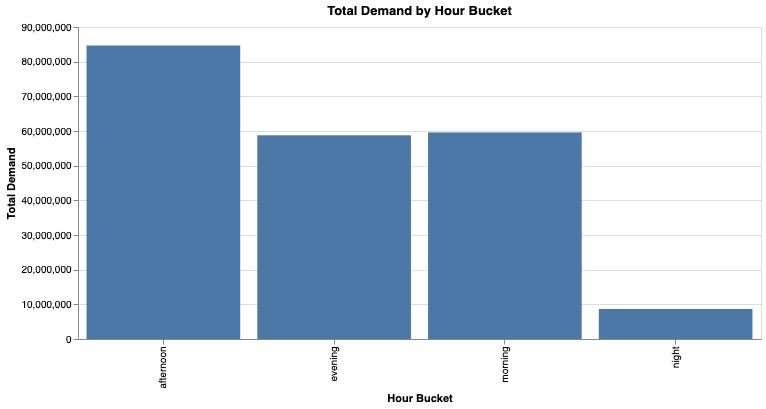 Total Demand by Hour Bucket
90,000,000
80,000,000
70,000,000
60,000,000
50,000,000
40,000,000
30,000,000
20,000,000
10,000,000
0
Total Demand
afternoon
evening
morning
night
Hour Bucket